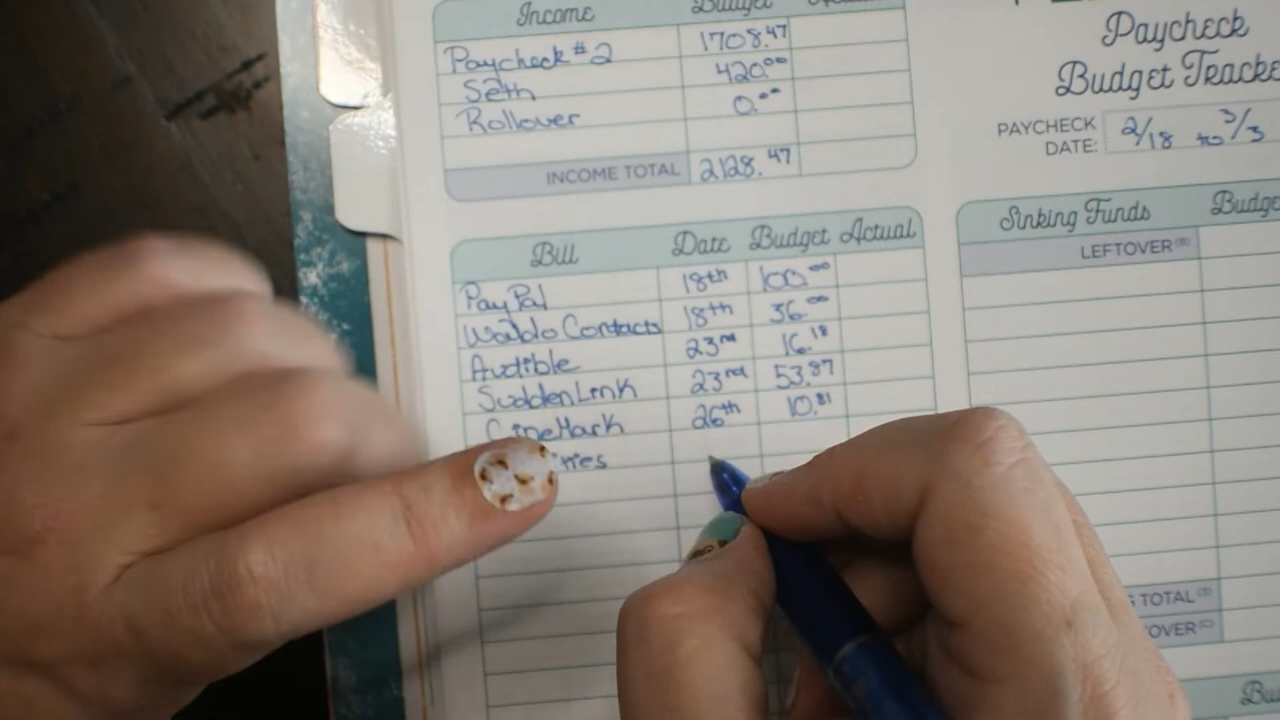 Income Budget Actual
Paycheck #2 1708.47
Seth 420.00
Rollover 0.00
INCOME TOTAL 2128.47
Paycheck
Budget Tracke
PAYCHECK DATE: 2/18 to 3/3
Bill Date Budget Actual
PayPal 18th 100.00
Waldo Contacts 18th 36.00
Audible 23rd 16.18
SuddenLink 23rd 53.87
CineMark 26th 10.81
ries
Sinking Funds Budge
LEFTOVER
TOTAL
OVER
Bu